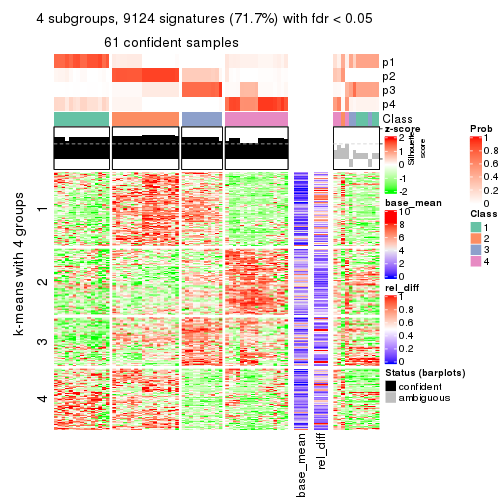 4 subgroups, 9124 signatures (71.7%) with fdr < 0.05
61 confident samples
p1
p2
p3
p4
Class
z-score
2
1
0
-1
-2
Silhouette
score
base_mean
10
8
6
4
2
0
rel_diff
1
0.8
0.6
0.4
0.2
0
Status (barplots)
confident
ambiguous
Prob
1
0.8
0.6
0.4
0.2
0
Class
1
2
3
4
k-means with 4 groups
1
2
3
4
base_mean
rel_diff